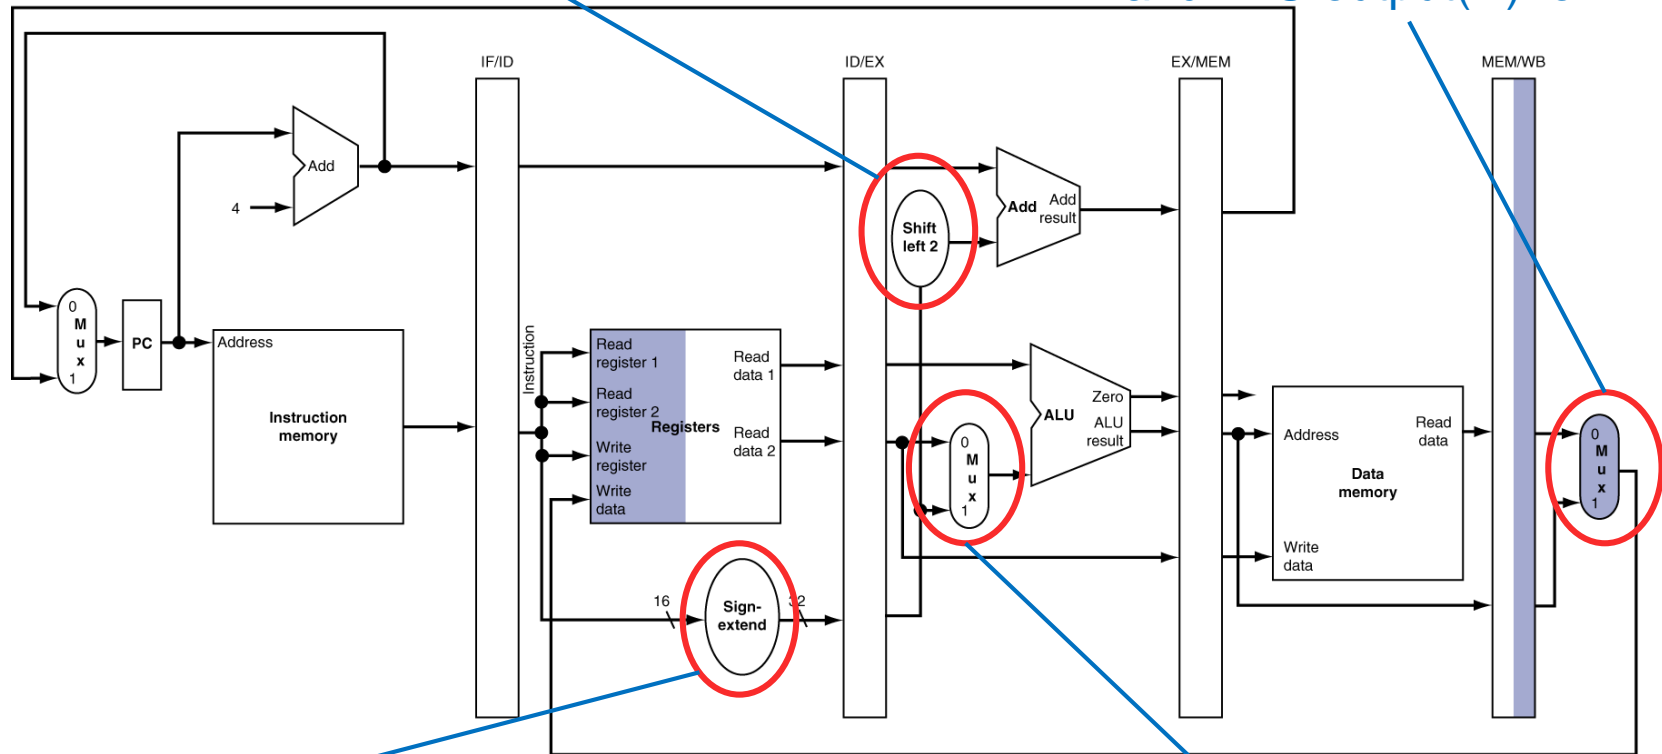 IF/ID
ID/EX
EX/MEM
MEM/WB
Add
4
Shift
left 2
Add
Add
result
0
M
u
x
1
PC
Address
Instruction
memory
Instruction
Read
register 1
Read
register 2
Registers
Write
register
Write
data
Read
data 1
Read
data 2
16
Sign-
extend
32
0
M
u
x
1
Zero
ALU
ALU
result
Address
Read
data
Data
memory
Write
data
0
M
u
x
1